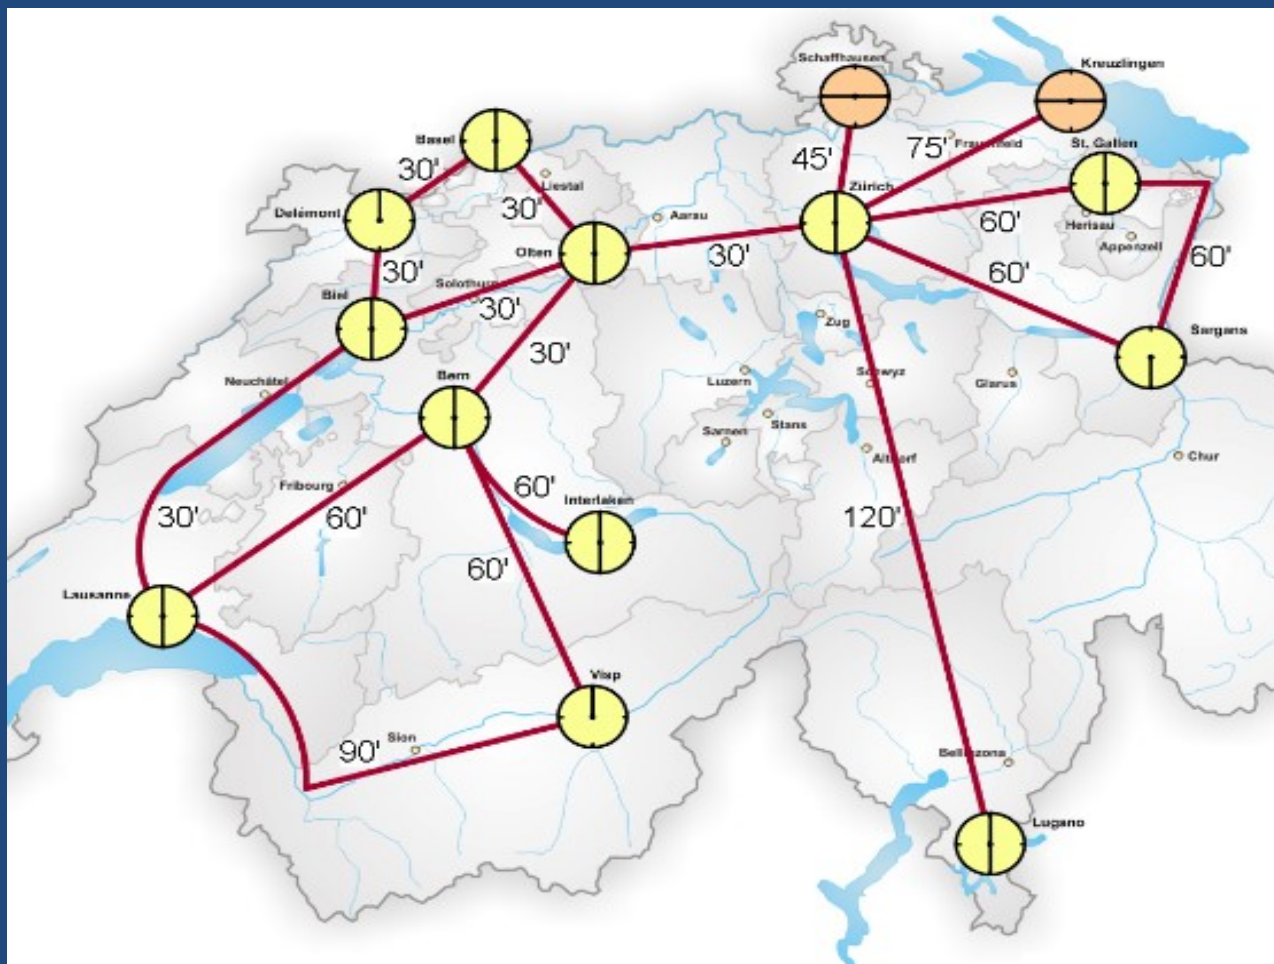 Schaffhausen
Kreuzlingen
Basel
30'
45'
75'
Frauenfeld
St. Gallen
Liestal
Zürich
Delémont
30'
Aarau
60'
Herisau
Appenzell
Olten
30'
60'
60'
30'
Solothurn
Biel
30'
Zug
Sargans
30'
Neuchâtel
Bern
Luzern
Schwyz
Glarus
Stans
Sarnen
Altdorf
Chur
Fribourg
60'
Interlaken
30'
60'
120'
60'
Lausanne
Visp
Sion
90'
Bellinzona
Lugano